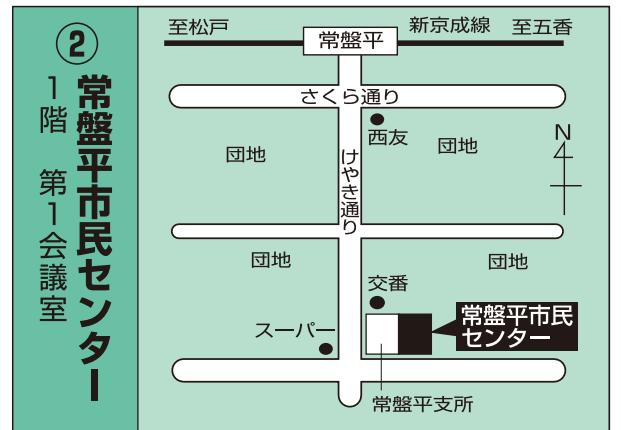 ②
常盤平市民センター
1階 第1会議室
至松戸
常盤平
新京成線
至五香
さくら通り
西友
団地
団地
けやき通り
N
団地
団地
交番
常盤平市民
センター
スーパー
常盤平支所